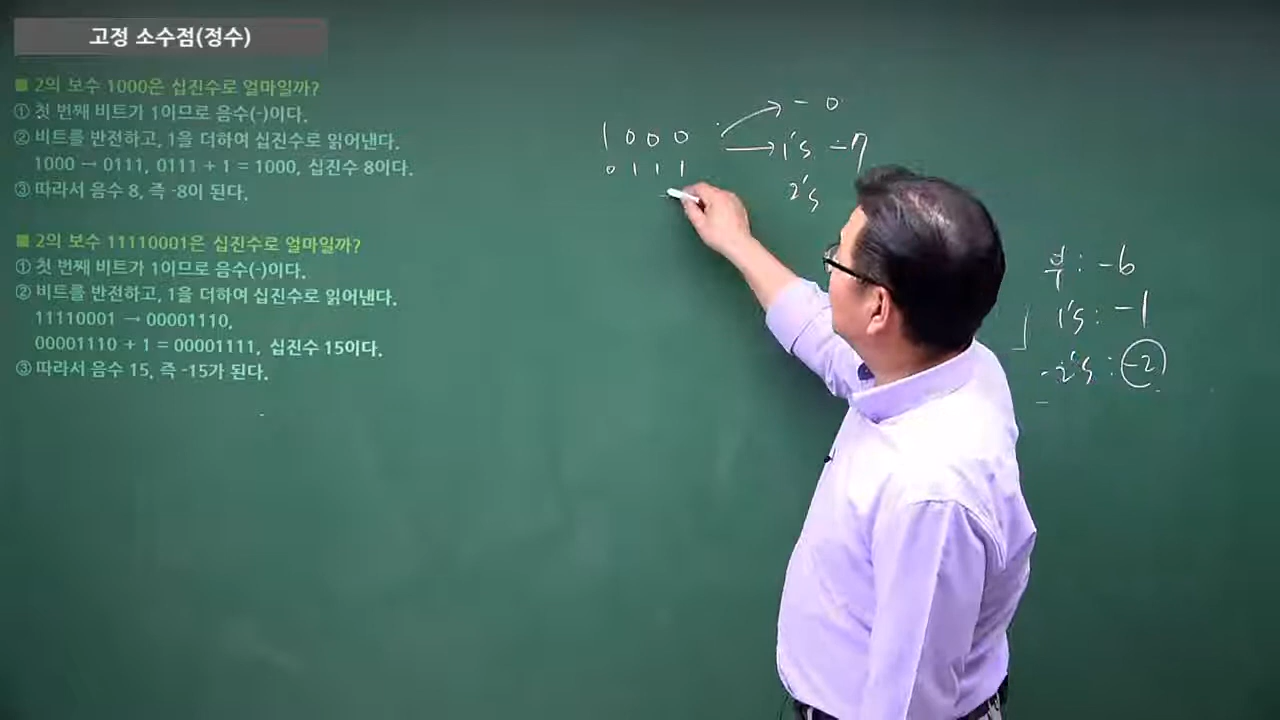 고정 소수점(정수)
■ 2의 보수 1000은 십진수로 얼마일까?
① 첫 번째 비트가 1이므로 음수(-)이다.
② 비트를 반전하고, 1을 더하여 십진수로 읽어낸다.
1000 → 0111, 0111 + 1 = 1000, 십진수 8이다.
③ 따라서 음수 8, 즉 -8이 된다.
■ 2의 보수 11110001은 십진수로 얼마일까?
① 첫 번째 비트가 1이므로 음수(-)이다.
② 비트를 반전하고, 1을 더하여 십진수로 읽어낸다.
11110001 → 00001110,
00001110 + 1 = 00001111, 십진수 15이다.
③ 따라서 음수 15, 즉 -15가 된다.
1 0 0 0
0 1 1 1
- 0
1's -7
2's
부: -6
1's: -1
2's: -2